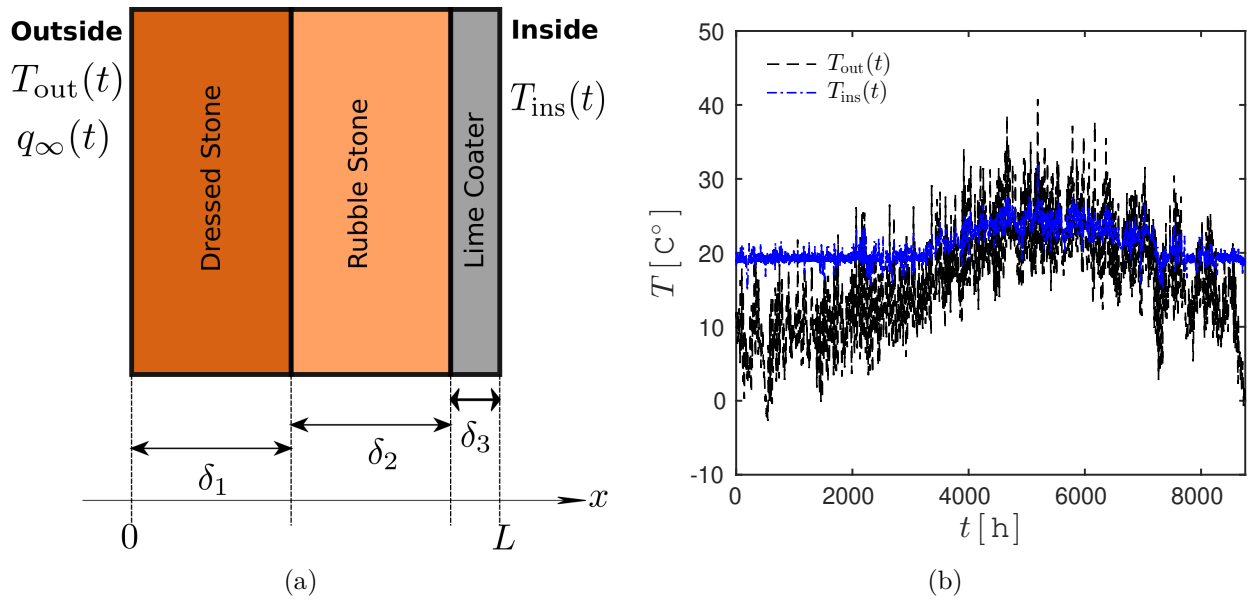 Outside
T_out(t)
q_∞(t)
Dressed Stone
Rubble Stone
Lime Coater
Inside
T_ins(t)
δ_1
δ_2
δ_3
x
0
L
(a)
50
40
30
20
10
0
-10
T [ C° ]
T_out(t)
T_ins(t)
0 2000 4000 6000 8000
t [ h ]
(b)